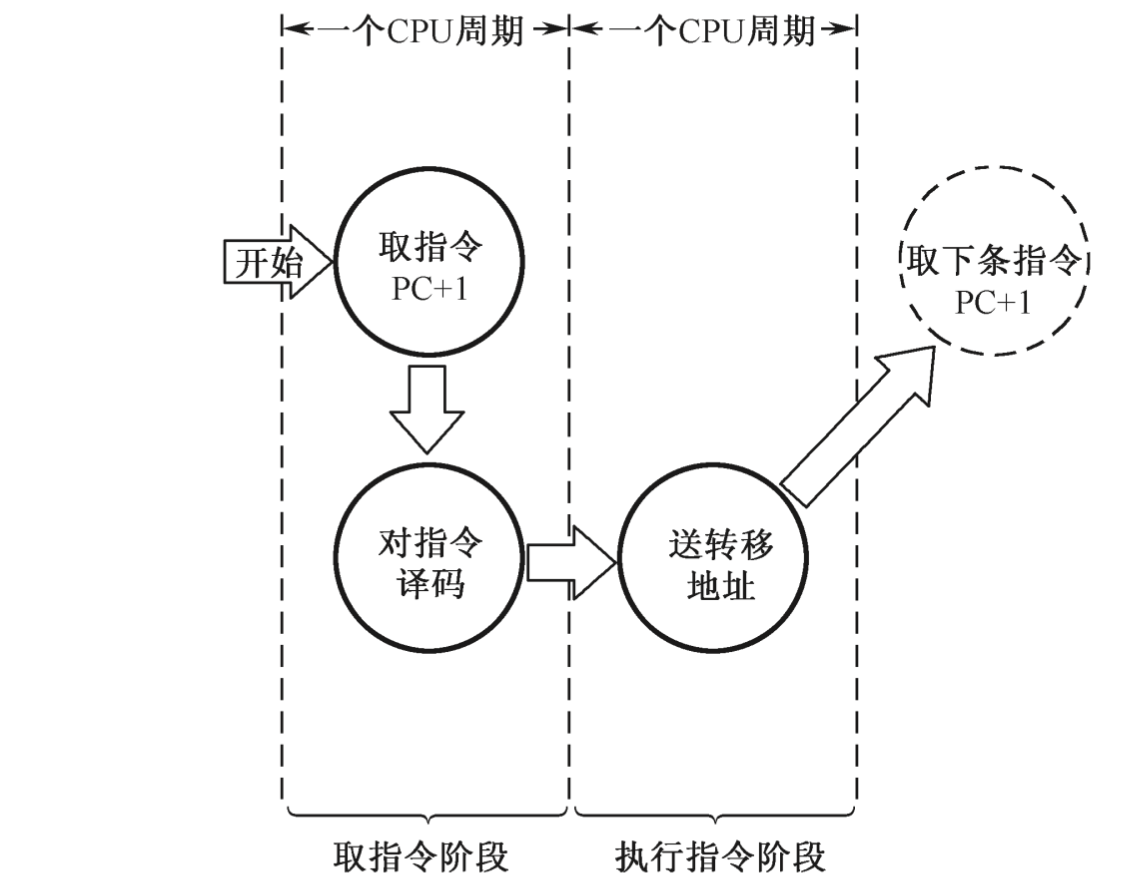 一个CPU周期
一个CPU周期
开始
取指令
PC+1
取下条指令
PC+1
对指令
译码
送转移
地址
取指令阶段
执行指令阶段